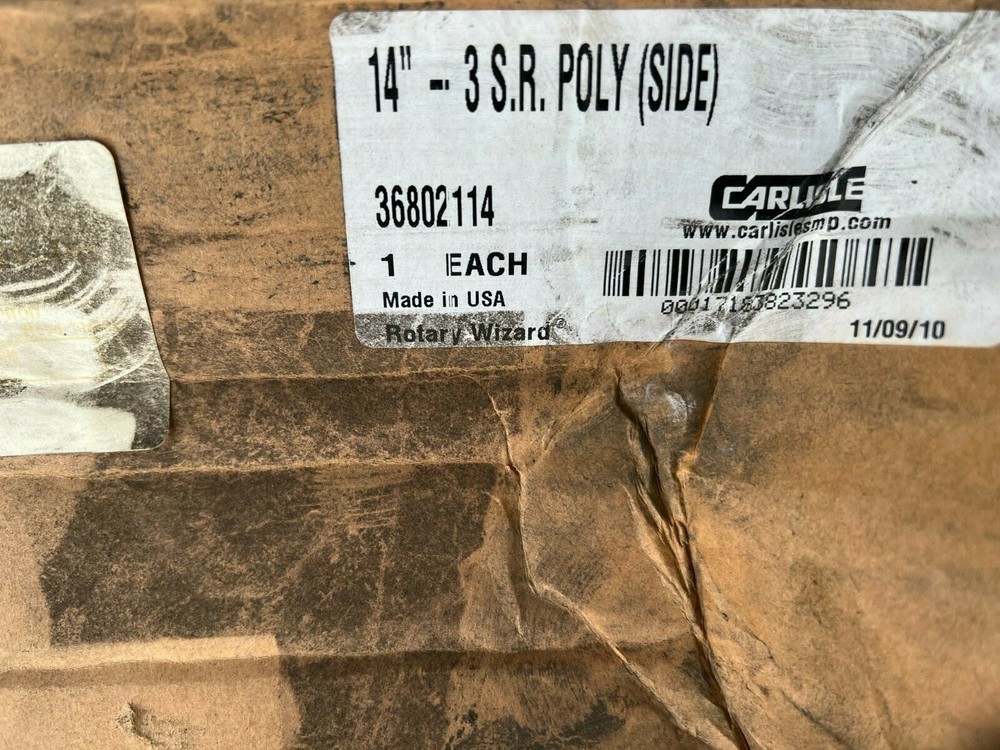 14" -- 3 S.R. POLY (SIDE)
36802114
CARLISLE
www.carlislesmp.com
1 EACH
Made in USA
00017163823296
Rotary Wizard®
11/09/10